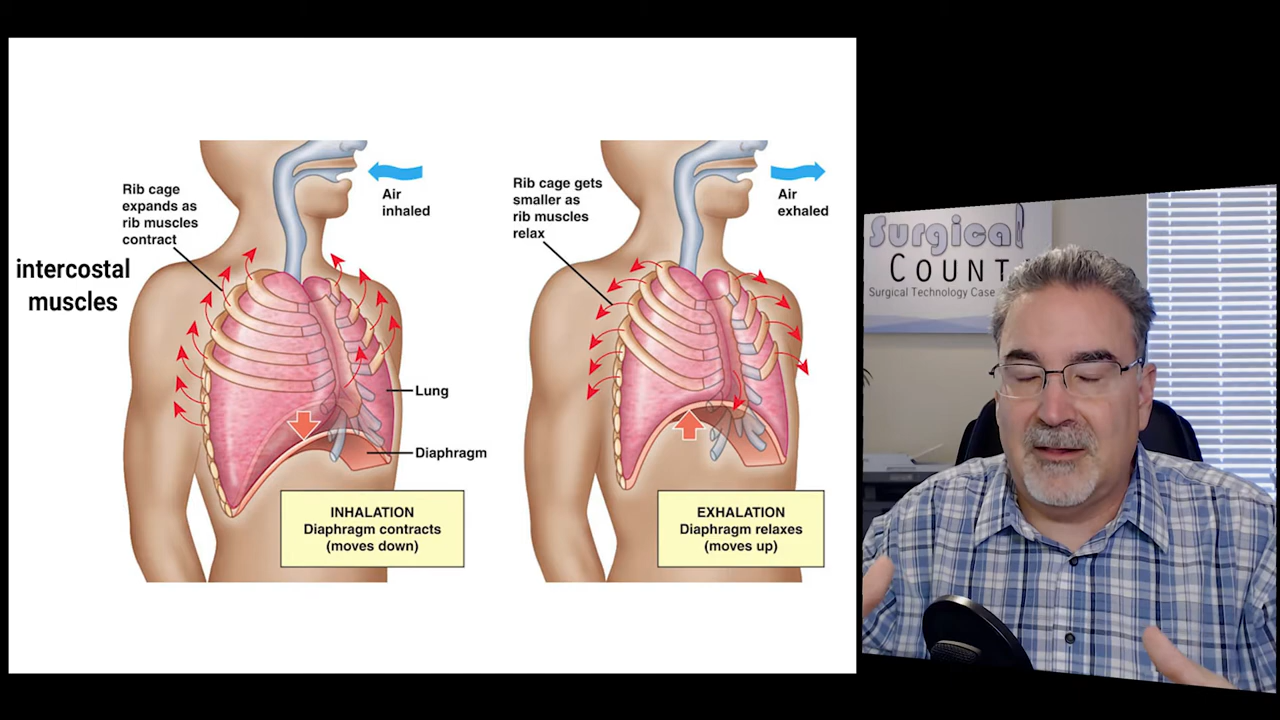 Rib cage
expands as
rib muscles
contract
intercostal
muscles
Air
inhaled
Lung
Diaphragm
INHALATION
Diaphragm contracts
(moves down)
Rib cage gets
smaller as
rib muscles
relax
Air
exhaled
EXHALATION
Diaphragm relaxes
(moves up)
Surgical
COUNT
Surgical Technology Case